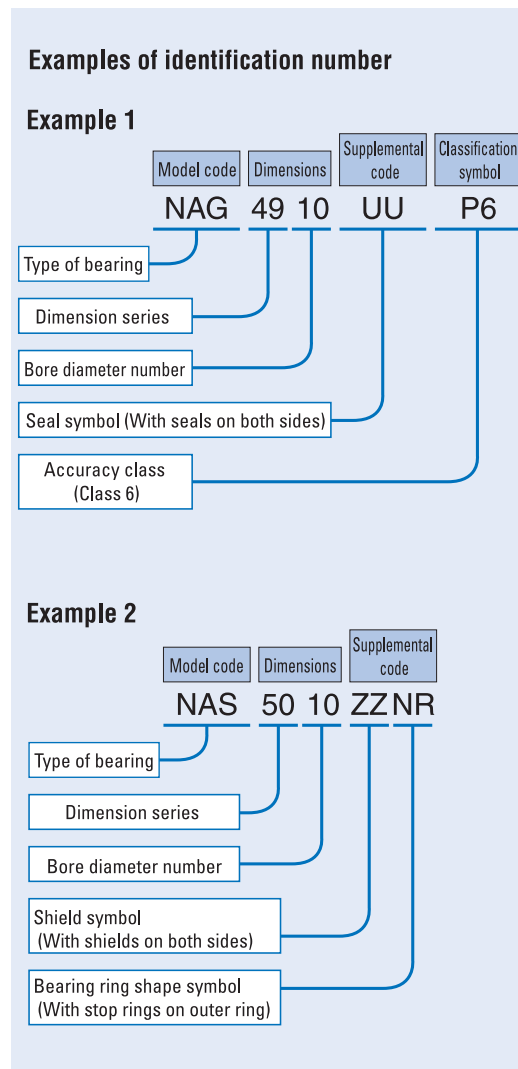 Examples of identification number
Example 1
Model code
Dimensions
Supplemental
code
Classification
symbol
NAG 49 10 UU P6
Type of bearing
Dimension series
Bore diameter number
Seal symbol (With seals on both sides)
Accuracy class
(Class 6)
Example 2
Model code
Dimensions
Supplemental
code
NAS 50 10 ZZ NR
Type of bearing
Dimension series
Bore diameter number
Shield symbol
(With shields on both sides)
Bearing ring shape symbol
(With stop rings on outer ring)